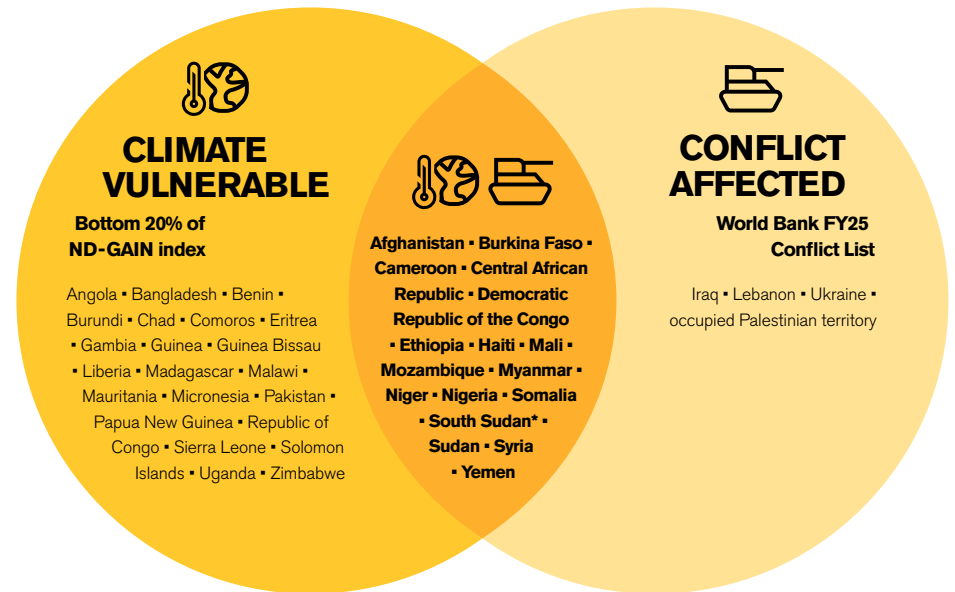 CLIMATE
VULNERABLE
Bottom 20% of
ND-GAIN index
Angola ▪ Bangladesh ▪ Benin ▪
Burundi ▪ Chad ▪ Comoros ▪ Eritrea
▪ Gambia ▪ Guinea ▪ Guinea Bissau
▪ Liberia ▪ Madagascar ▪ Malawi ▪
Mauritania ▪ Micronesia ▪ Pakistan ▪
Papua New Guinea ▪ Republic of
Congo ▪ Sierra Leone ▪ Solomon
Islands ▪ Uganda ▪ Zimbabwe
Afghanistan ▪ Burkina Faso ▪
Cameroon ▪ Central African
Republic ▪ Democratic
Republic of the Congo
▪ Ethiopia ▪ Haiti ▪ Mali ▪
Mozambique ▪ Myanmar ▪
Niger ▪ Nigeria ▪ Somalia
▪ South Sudan* ▪
Sudan ▪ Syria
▪ Yemen
CONFLICT
AFFECTED
World Bank FY25
Conflict List
Iraq ▪ Lebanon ▪ Ukraine ▪
occupied Palestinian territory